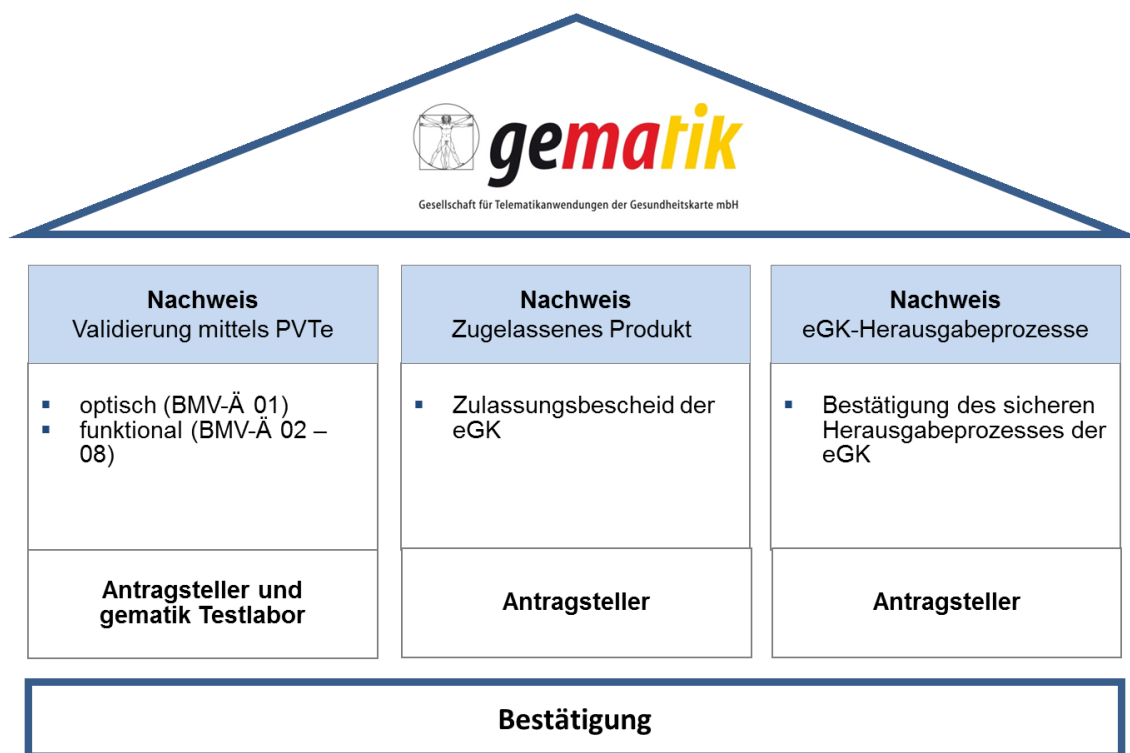 gematik
Gesellschaft für Telematikanwendungen der Gesundheitskarte mbH
Nachweis
Validierung mittels PVTe
▪ optisch (BMV-Ä 01)
▪ funktional (BMV-Ä 02 –
08)
Antragsteller und
gematik Testlabor
Nachweis
Zugelassenes Produkt
▪ Zulassungsbescheid der
eGK
Antragsteller
Nachweis
eGK-Herausgabeprozesse
▪ Bestätigung des sicheren
Herausgabeprozesses der
eGK
Antragsteller
Bestätigung